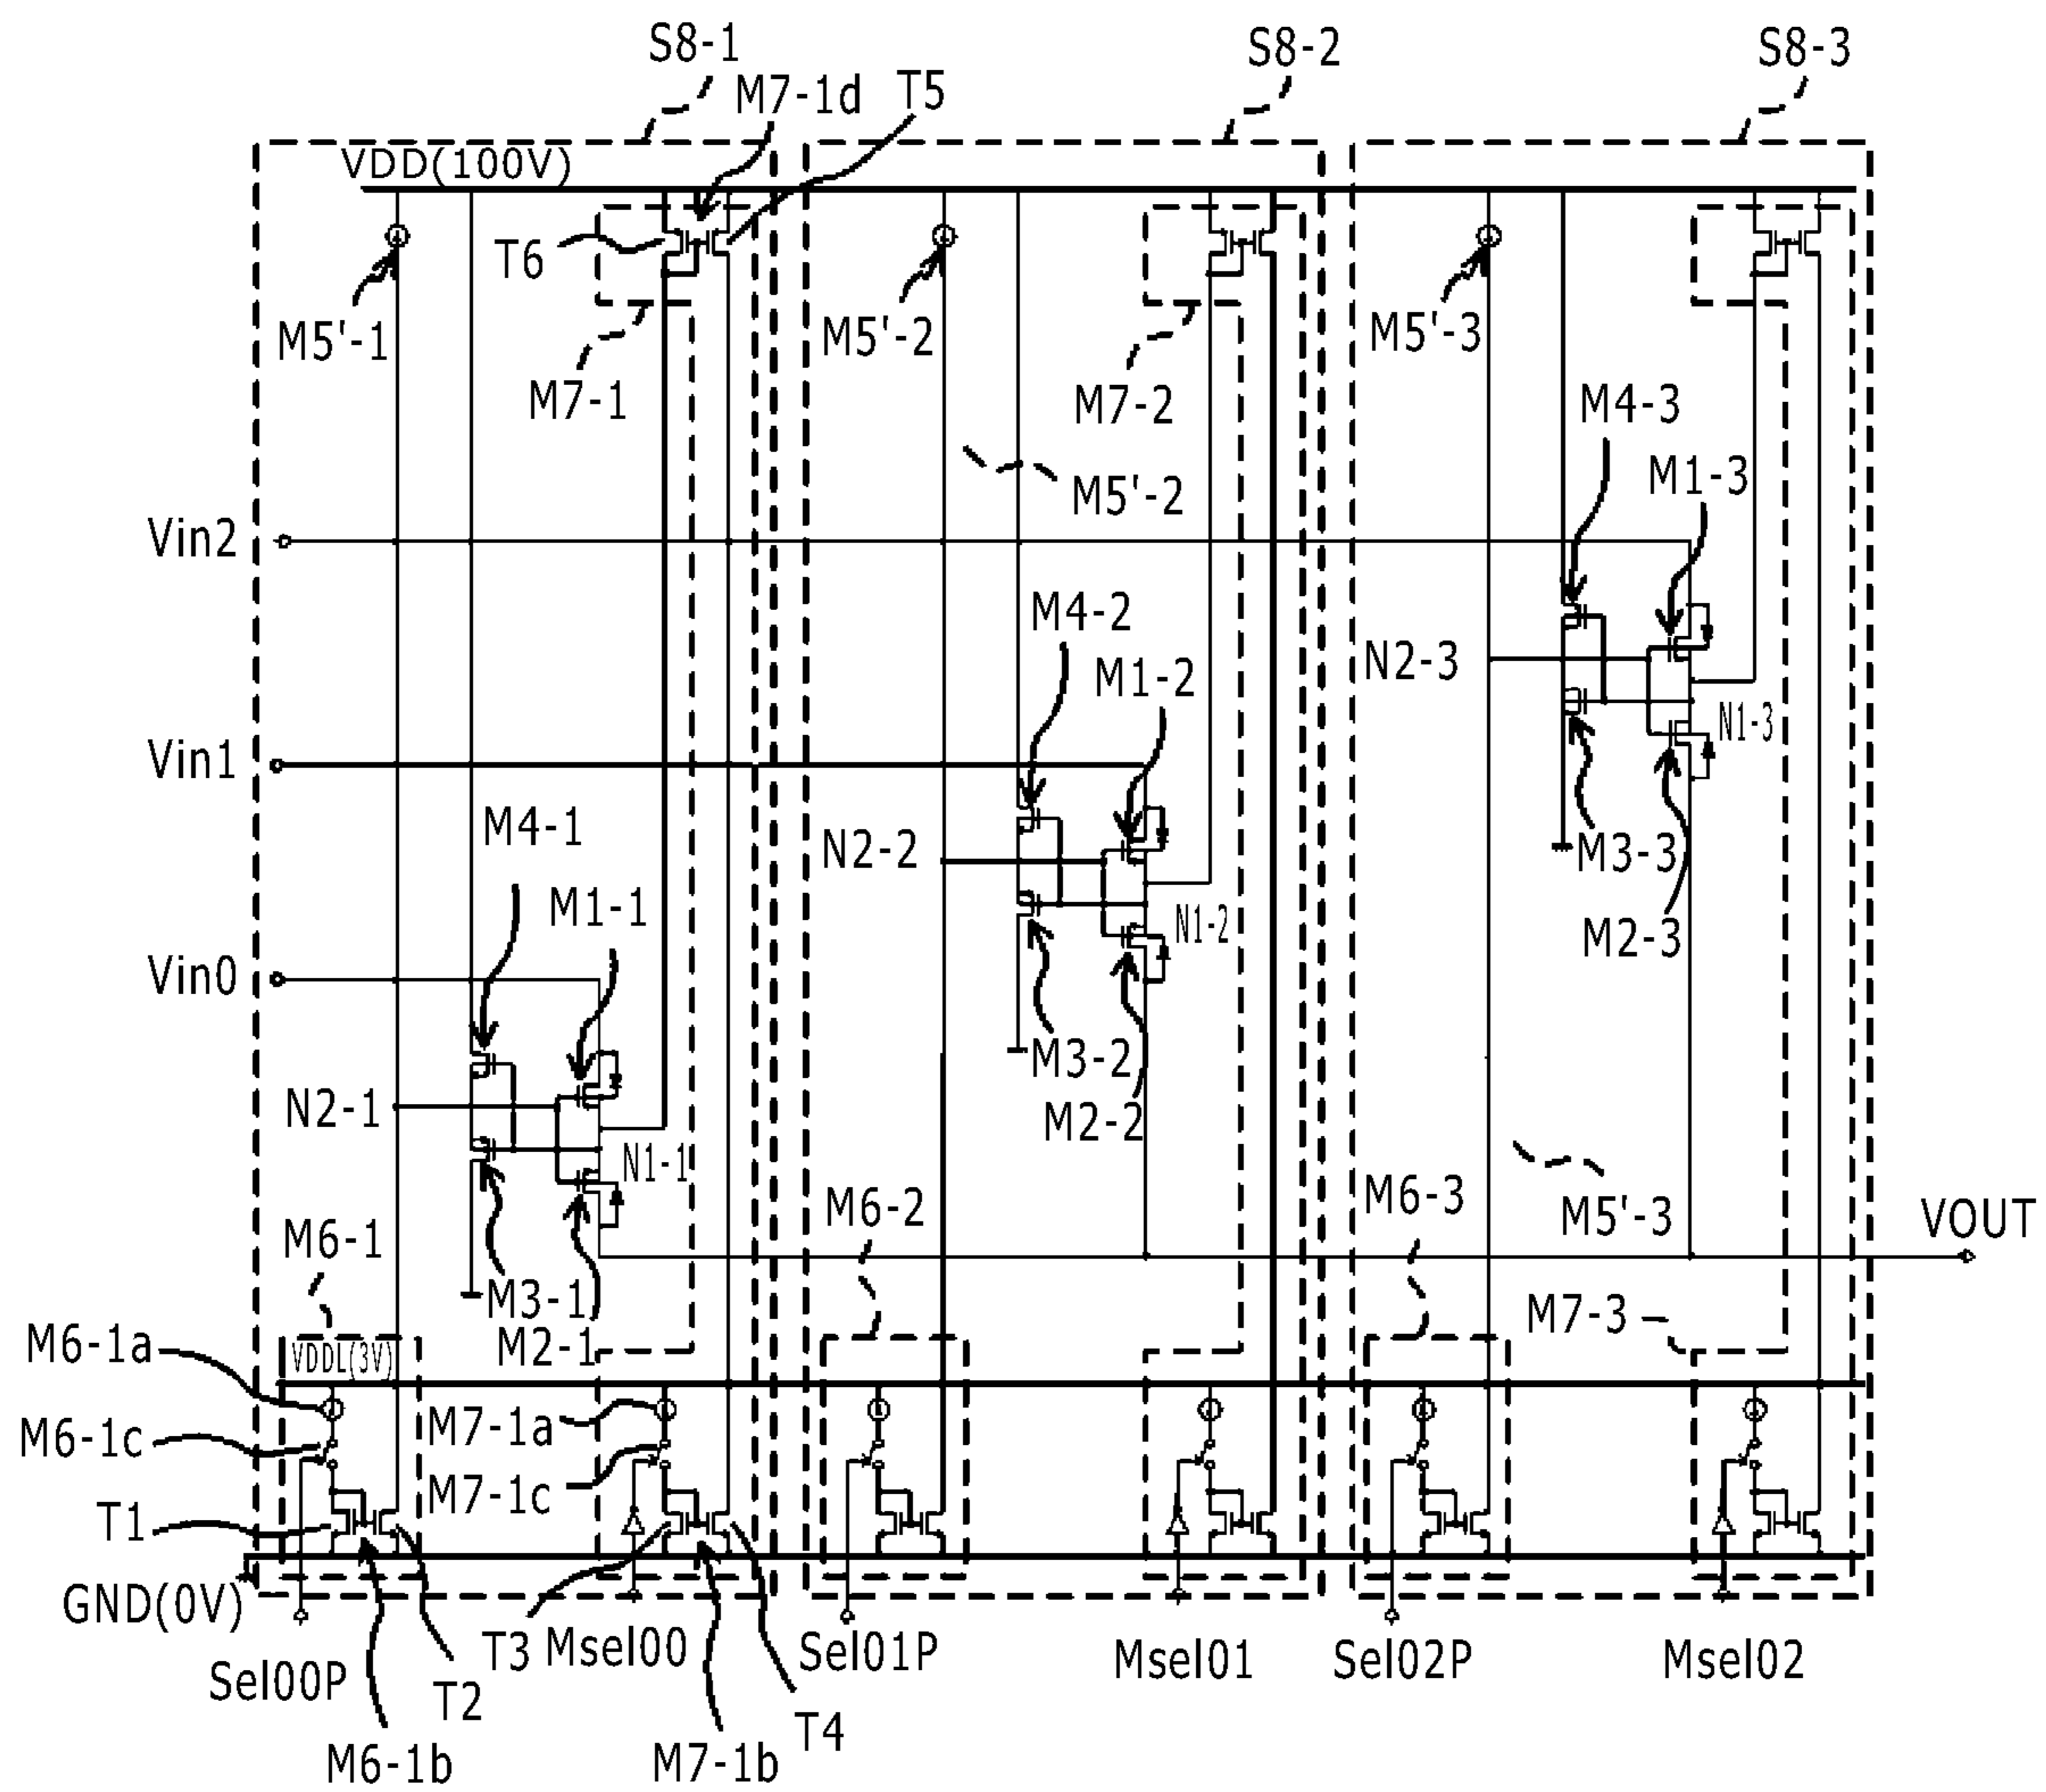 S8-1
S8-2
S8-3
M7-1d
T5
VDD(100V)
T6
M5'-1
M5'-2
M5'-3
M7-1
M7-2
M4-3
M1-3
M5'-2
Vin2
M4-2
M1-2
N2-3
N1-3
Vin1
M4-1
N2-2
M3-3
M1-1
N1-2
M2-3
Vin0
M3-2
N2-1
M2-2
N1-1
M6-2
M6-3
M5'-3
VOUT
M6-1
M3-1
M7-3
M6-1a
VDDL(3V)
M2-1
M6-1c
M7-1a
M7-1c
T1
GND(0V)
T3
Msel00
Sel01P
Msel01
Sel02P
Msel02
Sel00P
T2
T4
M6-1b
M7-1b